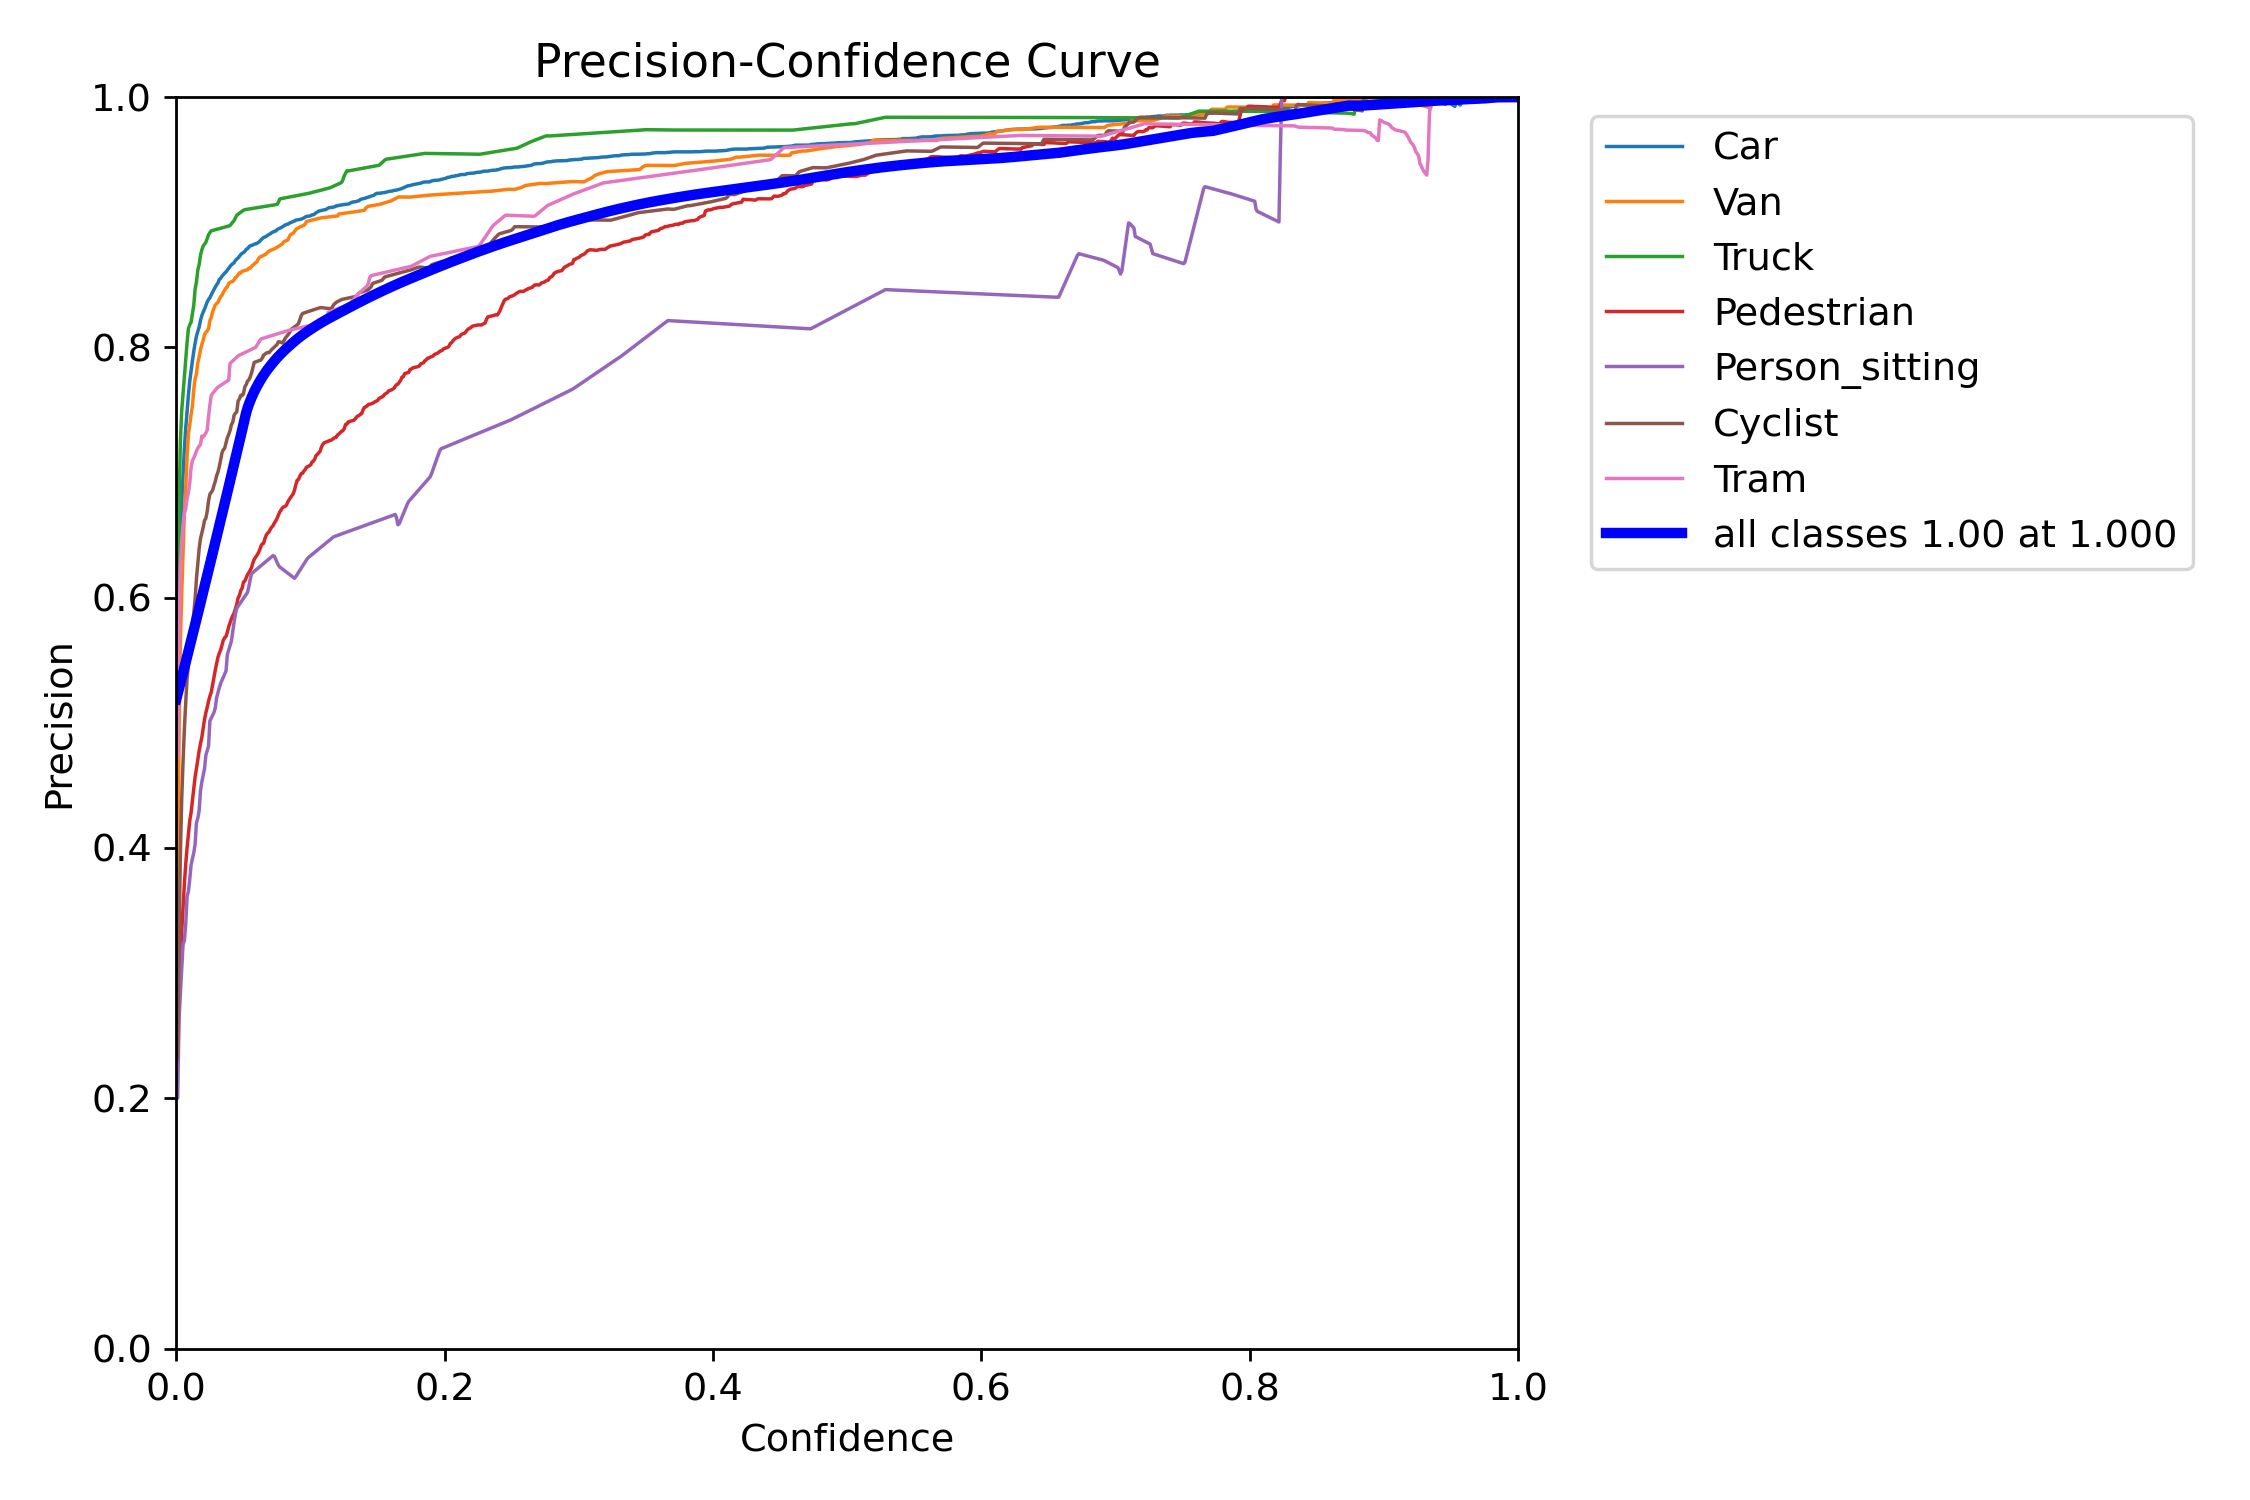 Precision-Confidence Curve
1.0
0.8
0.6
0.4
0.2
0.0
Precision
0.0 0.2 0.4 0.6 0.8 1.0
Confidence
Car
Van
Truck
Pedestrian
Person_sitting
Cyclist
Tram
all classes 1.00 at 1.000